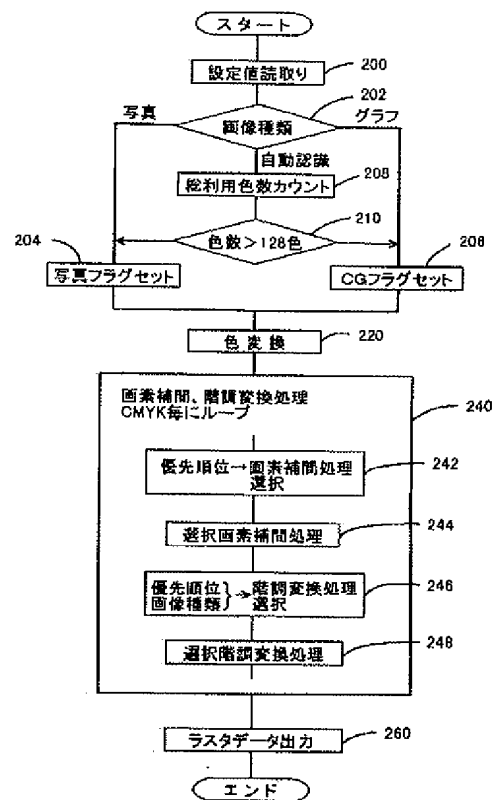 スタート
設定値読取り
200
202
写真
グラフ
画像種類
自動認識
総利用色数カウント
208
210
204
色数＞128色
206
写真フラグセット
CGフラグセット
色変換
220
画素補間、階調変換処理
CMYK毎にループ
240
優先順位→画素補間処理
選択
242
選択画素補間処理
244
優先順位
画像種類}→階調変換処理
選択
246
選択階調変換処理
248
ラスタデータ出力
260
エンド